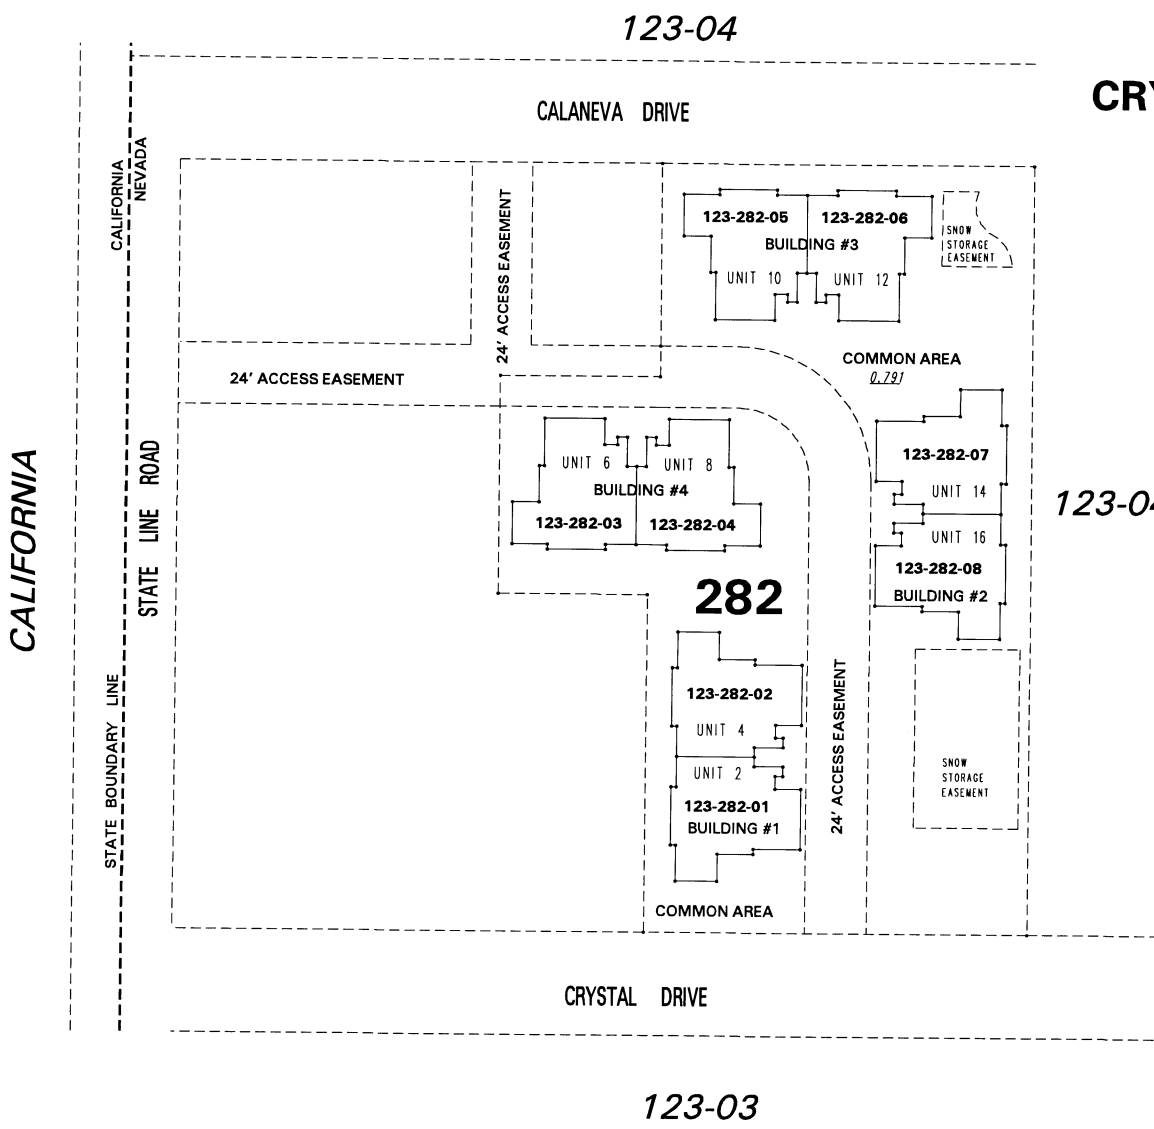 123-04
CRY
CALANEVA DRIVE
CALIFORNIA
NEVADA
24' ACCESS EASEMENT
123-282-05
123-282-06
BUILDING #3
UNIT 10
UNIT 12
SNOW
STORAGE
EASEMENT
COMMON AREA
0.791
24' ACCESS EASEMENT
CALIFORNIA
STATE LINE ROAD
UNIT 6
UNIT 8
BUILDING #4
123-282-03
123-282-04
123-282-07
UNIT 14
UNIT 16
123-282-08
BUILDING #2
123-04
282
STATE BOUNDARY LINE
123-282-02
UNIT 4
UNIT 2
123-282-01
BUILDING #1
24' ACCESS EASEMENT
SNOW
STORAGE
EASEMENT
COMMON AREA
CRYSTAL DRIVE
123-03